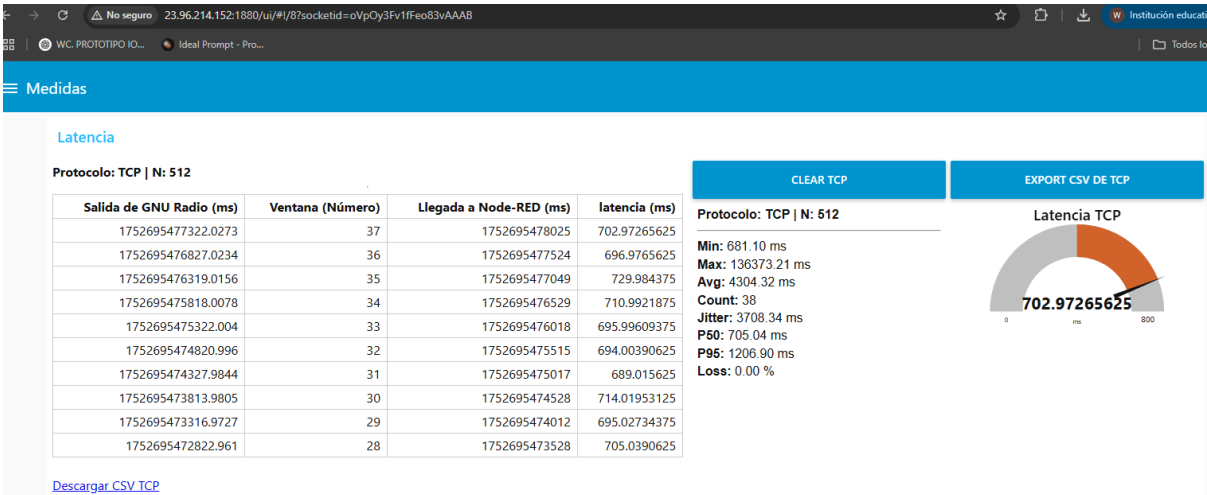 No seguro 23.96.214.152:1880/ui/#!/8?socketid=oVpOy3Fv1fFeo83vAAAB
W Institución educati
WC. PROTOTIPO IO... Ideal Prompt - Pro... Todos lo
Medidas
Latencia
Protocolo: TCP | N: 512
Salida de GNU Radio (ms) Ventana (Número) Llegada a Node-RED (ms) latencia (ms)
1752695477322.0273 37 1752695478025 702.97265625
1752695476827.0234 36 1752695477524 696.9765625
1752695476319.0156 35 1752695477049 729.984375
1752695475818.0078 34 1752695476529 710.9921875
1752695475322.004 33 1752695476018 695.99609375
1752695474820.996 32 1752695475515 694.00390625
1752695474327.9844 31 1752695475017 689.015625
1752695473813.9805 30 1752695474528 714.01953125
1752695473316.9727 29 1752695474012 695.02734375
1752695472822.961 28 1752695473528 705.0390625
Descargar CSV TCP
CLEAR TCP
EXPORT CSV DE TCP
Protocolo: TCP | N: 512
Min: 681.10 ms
Max: 136373.21 ms
Avg: 4304.32 ms
Count: 38
Jitter: 3708.34 ms
P50: 705.04 ms
P95: 1206.90 ms
Loss: 0.00 %
Latencia TCP
702.97265625
0 ms 800